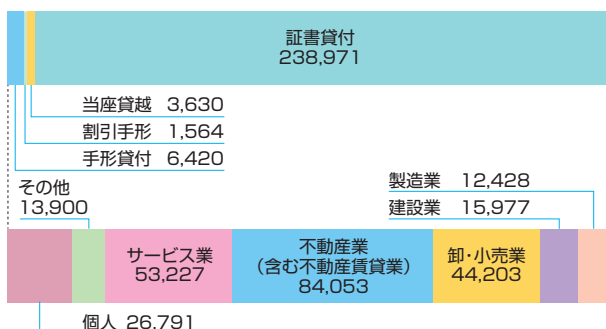 証書貸付
238,971
当座貸越 3,630
割引手形 1,564
手形貸付 6,420
その他
13,900
製造業 12,428
建設業 15,977
サービス業
53,227
不動産業
(含む不動産賃貸業)
84,053
卸・小売業
44,203
個人 26,791